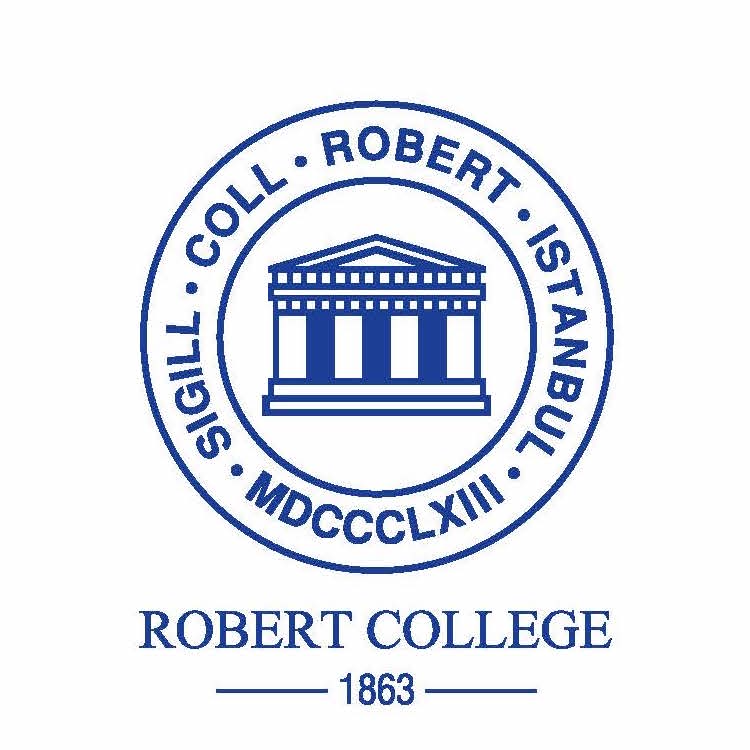 SIGILL · COLL · ROBERT · ISTANBUL · MDCCCLXIII ·
ROBERT COLLEGE
1863